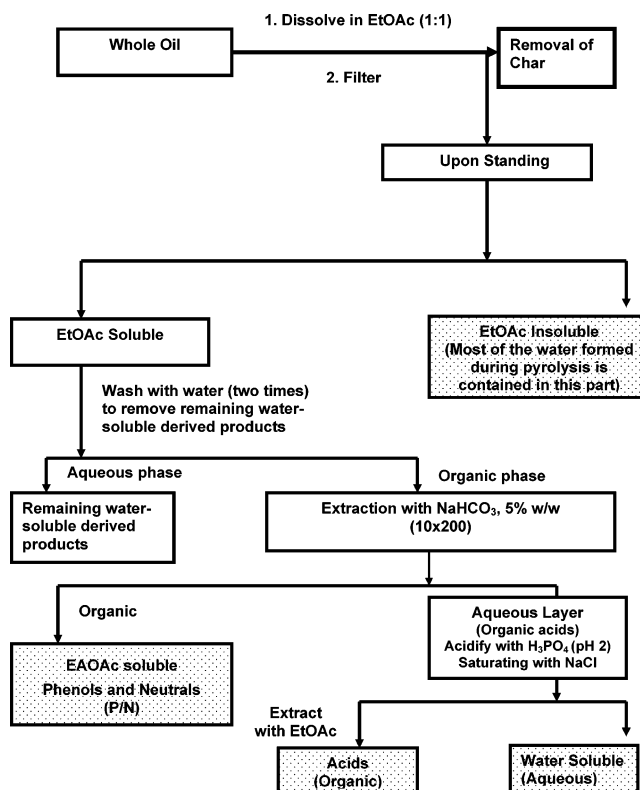 1. Dissolve in EtOAc (1:1)
Whole Oil
Removal of
Char
2. Filter
Upon Standing
EtOAc Soluble
EtOAc Insoluble
(Most of the water formed
during pyrolysis is
contained in this part)
Wash with water (two times)
to remove remaining water-
soluble derived products
Aqueous phase
Organic phase
Remaining water-
soluble derived
products
Extraction with NaHCO₃, 5% w/w
(10x200)
Organic
Aqueous Layer
(Organic acids)
Acidify with H₃PO₄ (pH 2)
Saturating with NaCl
EAOAc soluble
Phenols and Neutrals
(P/N)
Extract
with EtOAc
Acids
(Organic)
Water Soluble
(Aqueous)